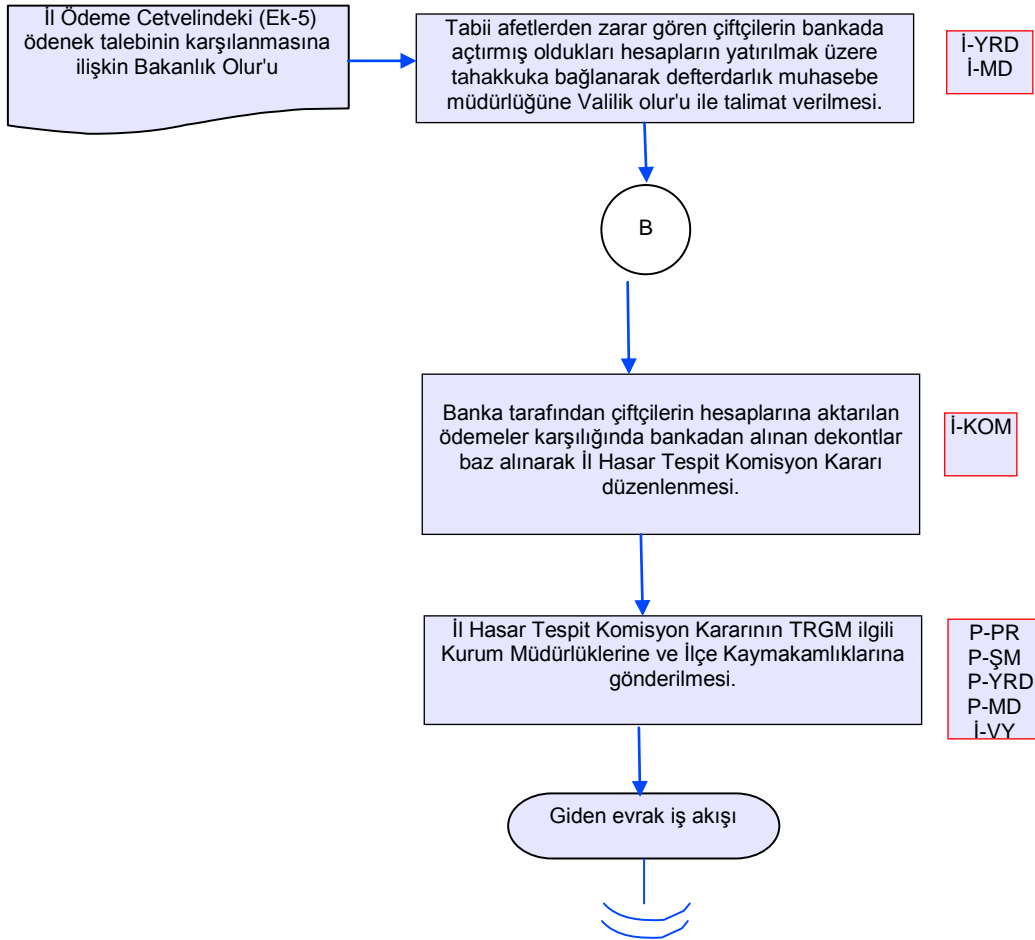 İl Ödeme Cetvelindeki (Ek-5)
ödenek talebinin karşılanmasına
ilişkin Bakanlık Olur'u
Tabii afetlerden zarar gören çiftçilerin bankada
açtırmış oldukları hesapların yatırılmak üzere
tahakkuka bağlanarak defterdarlık muhasebe
müdürlüğüne Valilik olur'u ile talimat verilmesi.
İ-YRD
İ-MD
B
Banka tarafından çiftçilerin hesaplarına aktarılan
ödemeler karşılığında bankadan alınan dekontlar
baz alınarak İl Hasar Tespit Komisyon Kararı
düzenlenmesi.
İ-KOM
İl Hasar Tespit Komisyon Kararının TRGM ilgili
Kurum Müdürlüklerine ve İlçe Kaymakamlıklarına
gönderilmesi.
P-PR
P-ŞM
P-YRD
P-MD
İ-VY
Giden evrak iş akışı